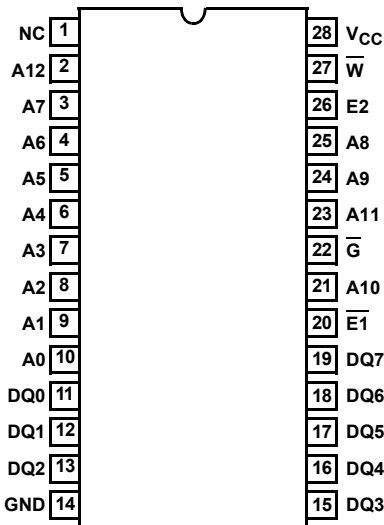 NC 1 28 VCC
A12 2 27 W̅
A7 3 26 E2
A6 4 25 A8
A5 5 24 A9
A4 6 23 A11
A3 7 22 G̅
A2 8 21 A10
A1 9 20 E̅1̅
A0 10 19 DQ7
DQ0 11 18 DQ6
DQ1 12 17 DQ5
DQ2 13 16 DQ4
GND 14 15 DQ3